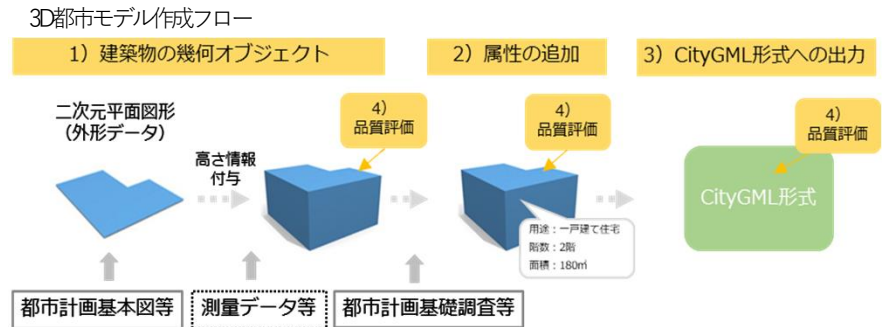 3D都市モデル作成フロー
1）建築物の幾何オブジェクト
2）属性の追加
3）CityGML形式への出力
二次元平面図形
（外形データ）
高さ情報
付与
4）
品質評価
4）
品質評価
用途：一戸建て住宅
階数：2階
面積：180㎡
4）
品質評価
CityGML形式
都市計画基本図等
測量データ等
都市計画基礎調査等